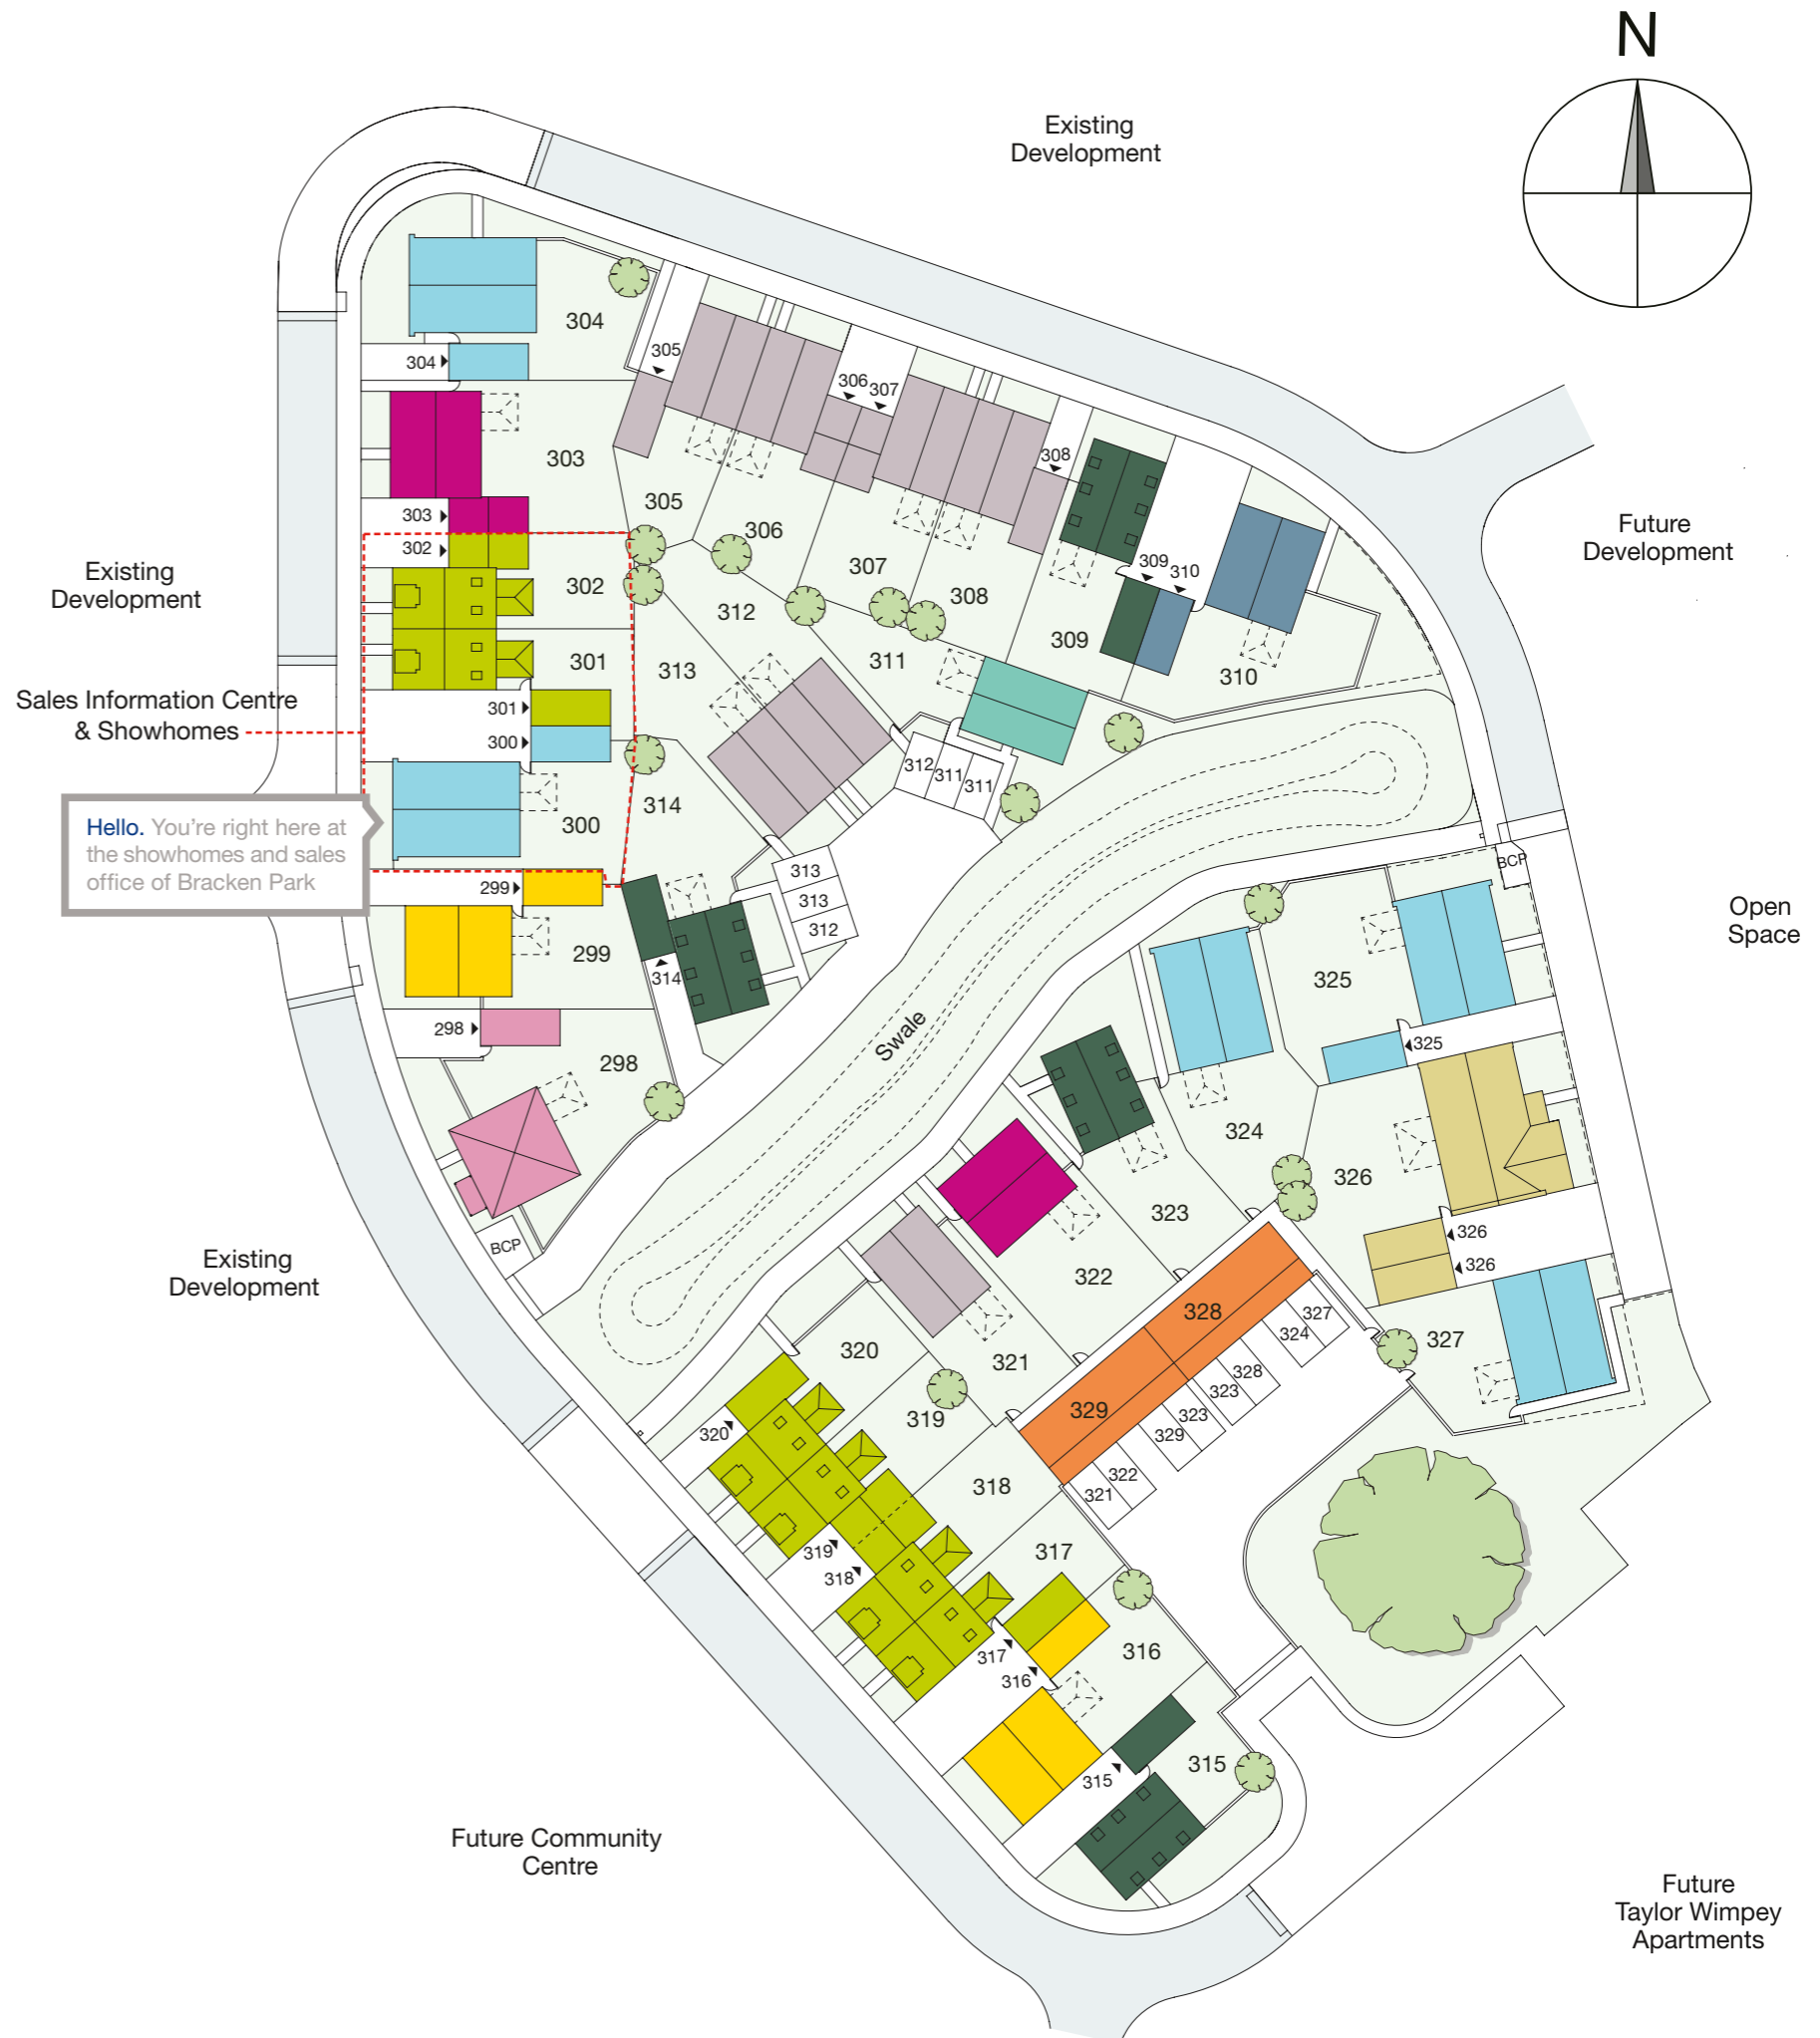 N
Existing
Development
304
304
305
306
307
303
308
303
305
306
302
302
Existing
Development
Future
Development
307
308
309
310
312
309
310
301
313
311
Sales Information Centre
& Showhomes
301
300
312
311
311
314
300
Hello. You're right here at
the showhomes and sales
office of Bracken Park
299
313
313
312
BCP
Open
Space
299
314
325
Swale
298
325
298
324
326
323
BCP
326
326
Existing
Development
322
328
327
324
327
320
321
328
323
329
319
323
329
320
322
321
318
319
318
317
317
316
316
315
315
Future Community
Centre
Future
Taylor Wimpey
Apartments